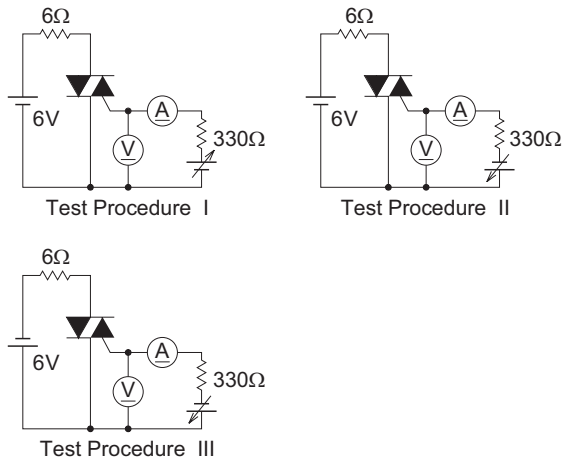 6Ω
6V
A
V
330Ω
Test Procedure I
6Ω
6V
A
V
330Ω
Test Procedure II
6Ω
6V
A
V
330Ω
Test Procedure III